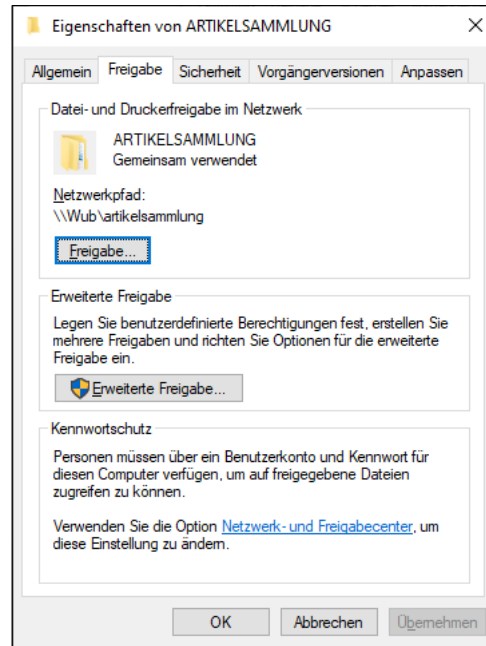 Eigenschaften von ARTIKELSAMMLUNG
Allgemein Freigabe Sicherheit Vorgängerversionen Anpassen
Datei- und Druckerfreigabe im Netzwerk
ARTIKELSAMMLUNG
Gemeinsam verwendet
Netzwerkpfad:
\\Wub\artikelsammlung
Freigabe...
Erweiterte Freigabe
Legen Sie benutzerdefinierte Berechtigungen fest, erstellen Sie
mehrere Freigaben und richten Sie Optionen für die erweiterte
Freigabe ein.
Erweiterte Freigabe...
Kennwortschutz
Personen müssen über ein Benutzerkonto und Kennwort für
diesen Computer verfügen, um auf freigegebene Dateien
zugreifen zu können.
Verwenden Sie die Option Netzwerk- und Freigabecenter, um
diese Einstellung zu ändern.
OK Abbrechen Übernehmen